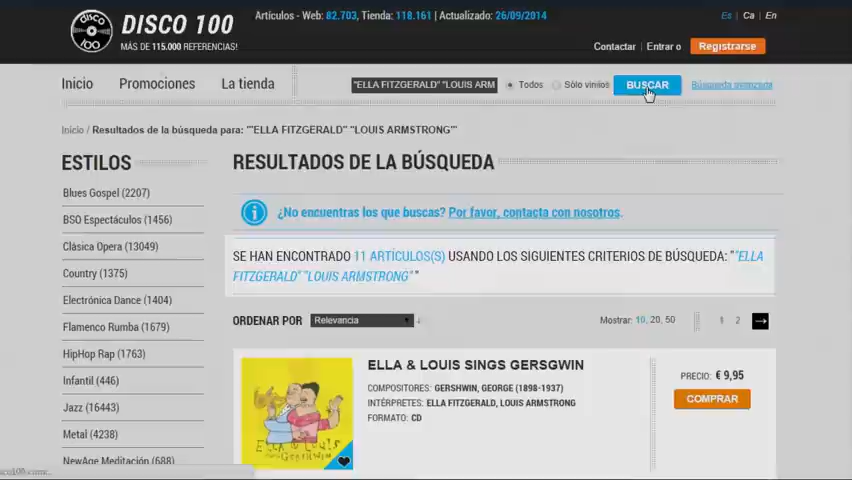 disco 100
DISCO 100
MÁS DE 115.000 REFERENCIAS!
Artículos - Web: 82.703, Tienda: 118.161 | Actualizado: 26/09/2014
Es | Ca | En
Contactar | Entrar o Registrarse
Inicio Promociones La tienda
"ELLA FITZGERALD" "LOUIS ARM Todos Sólo vinilos BUSCAR Búsqueda avanzada
Inicio / Resultados de la búsqueda para: '"ELLA FITZGERALD" "LOUIS ARMSTRONG"'
ESTILOS
Blues Gospel (2207)
BSO Espectáculos (1456)
Clásica Opera (13049)
Country (1375)
Electrónica Dance (1404)
Flamenco Rumba (1679)
HipHop Rap (1763)
Infantil (446)
Jazz (16443)
Metal (4238)
NewAge Meditación (688)
RESULTADOS DE LA BÚSQUEDA
¿No encuentras los que buscas? Por favor, contacta con nosotros.
SE HAN ENCONTRADO 11 ARTÍCULOS(S) USANDO LOS SIGUIENTES CRITERIOS DE BÚSQUEDA: ""ELLA
FITZGERALD" "LOUIS ARMSTRONG" "
ORDENAR POR Relevancia
Mostrar: 10, 20, 50
1 2
ELLA & LOUIS SINGS GERSGWIN
COMPOSITORES: GERSHWIN, GEORGE (1898-1937)
INTÉRPRETES: ELLA FITZGERALD, LOUIS ARMSTRONG
FORMATO: CD
PRECIO: € 9,95
COMPRAR
Ella & Louis
Gershwin